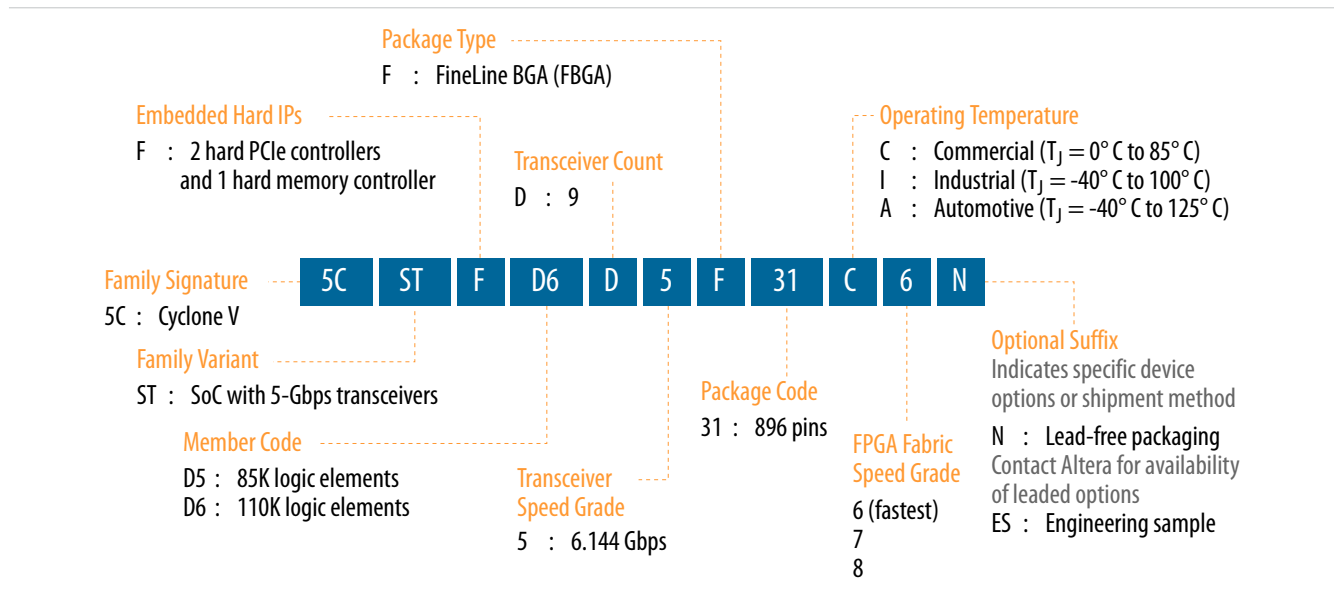 Package Type
F : FineLine BGA (FBGA)
Embedded Hard IPs
F : 2 hard PCIe controllers
and 1 hard memory controller
Transceiver Count
D : 9
Operating Temperature
C : Commercial (TJ = 0° C to 85° C)
I : Industrial (TJ = -40° C to 100° C)
A : Automotive (TJ = -40° C to 125° C)
5C ST F D6 D 5 F 31 C 6 N
Family Signature
5C : Cyclone V
Family Variant
ST : SoC with 5-Gbps transceivers
Member Code
D5 : 85K logic elements
D6 : 110K logic elements
Transceiver
Speed Grade
5 : 6.144 Gbps
Package Code
31 : 896 pins
FPGA Fabric
Speed Grade
6 (fastest)
7
8
Optional Suffix
Indicates specific device
options or shipment method
N : Lead-free packaging
Contact Altera for availability
of leaded options
ES : Engineering sample